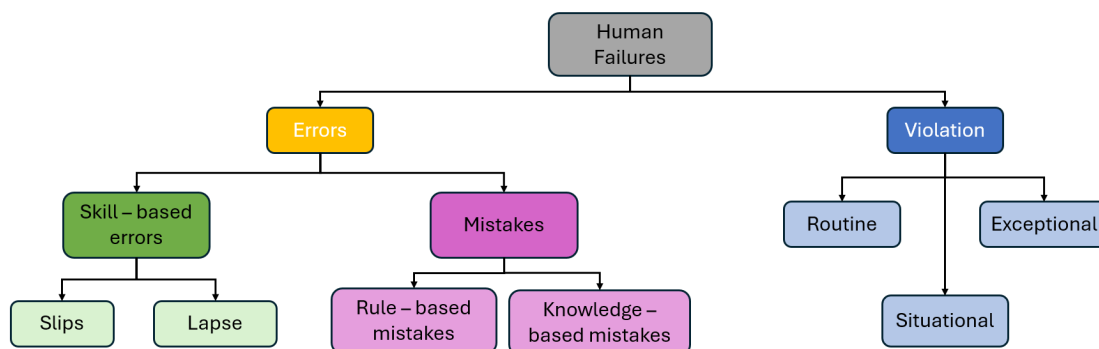 Human
Failures
Errors
Violation
Skill – based
errors
Mistakes
Routine
Exceptional
Slips
Lapse
Rule – based
mistakes
Knowledge –
based mistakes
Situational